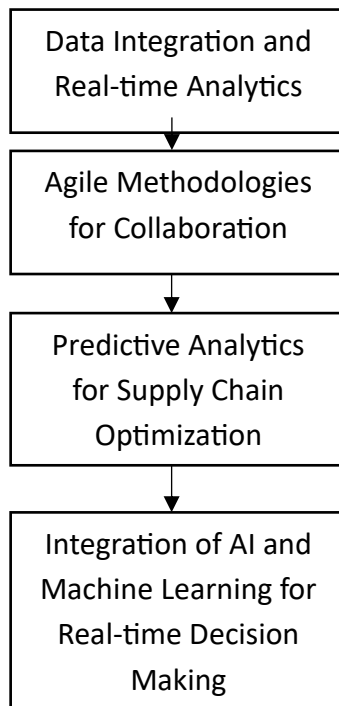 Data Integration and
Real-time Analytics
Agile Methodologies
for Collaboration
Predictive Analytics
for Supply Chain
Optimization
Integration of AI and
Machine Learning for
Real-time Decision
Making